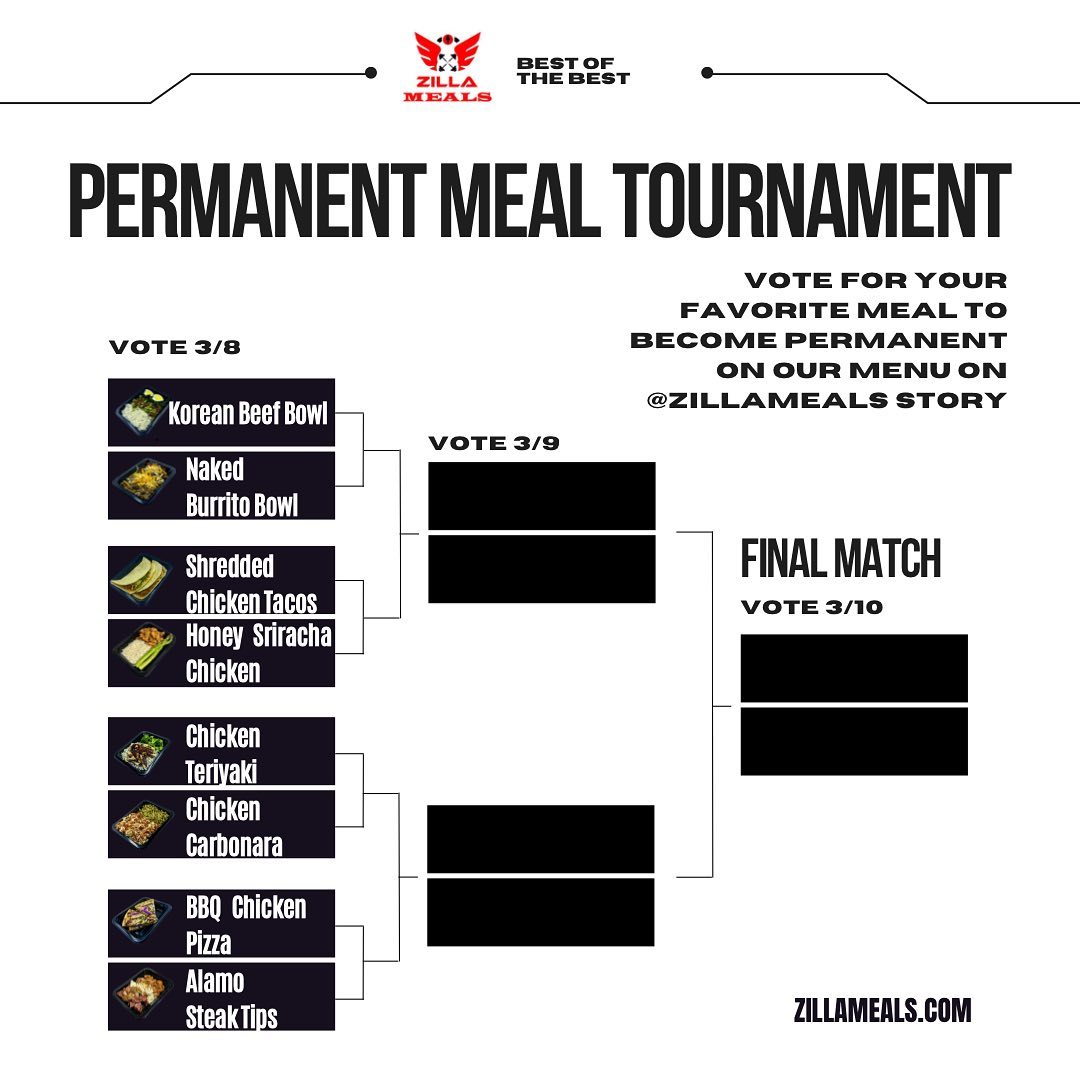 ZILLA
MEALS
BEST OF
THE BEST
PERMANENT MEAL TOURNAMENT
VOTE FOR YOUR
FAVORITE MEAL TO
BECOME PERMANENT
ON OUR MENU ON
@ZILLAMEALS STORY
VOTE 3/8
Korean Beef Bowl
Naked
Burrito Bowl
Shredded
Chicken Tacos
Honey Sriracha
Chicken
Chicken
Teriyaki
Chicken
Carbonara
BBQ Chicken
Pizza
Alamo
Steak Tips
VOTE 3/9
FINAL MATCH
VOTE 3/10
ZILLAMEALS.COM